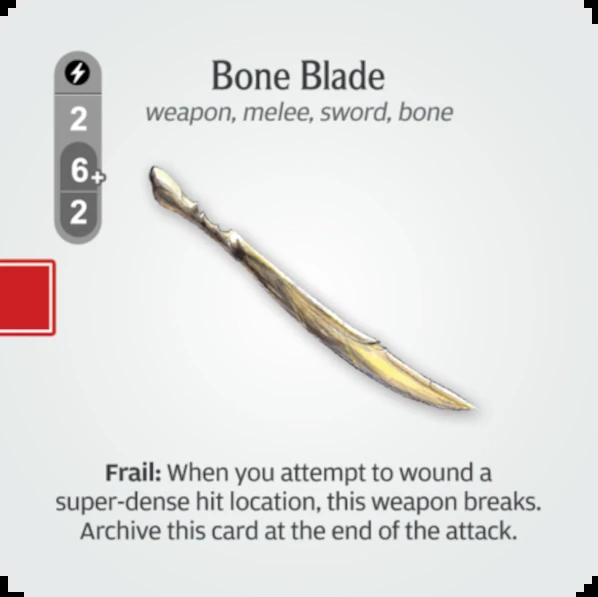 Bone Blade
weapon, melee, sword, bone
2
6+
2
Frail: When you attempt to wound a
super-dense hit location, this weapon breaks.
Archive this card at the end of the attack.